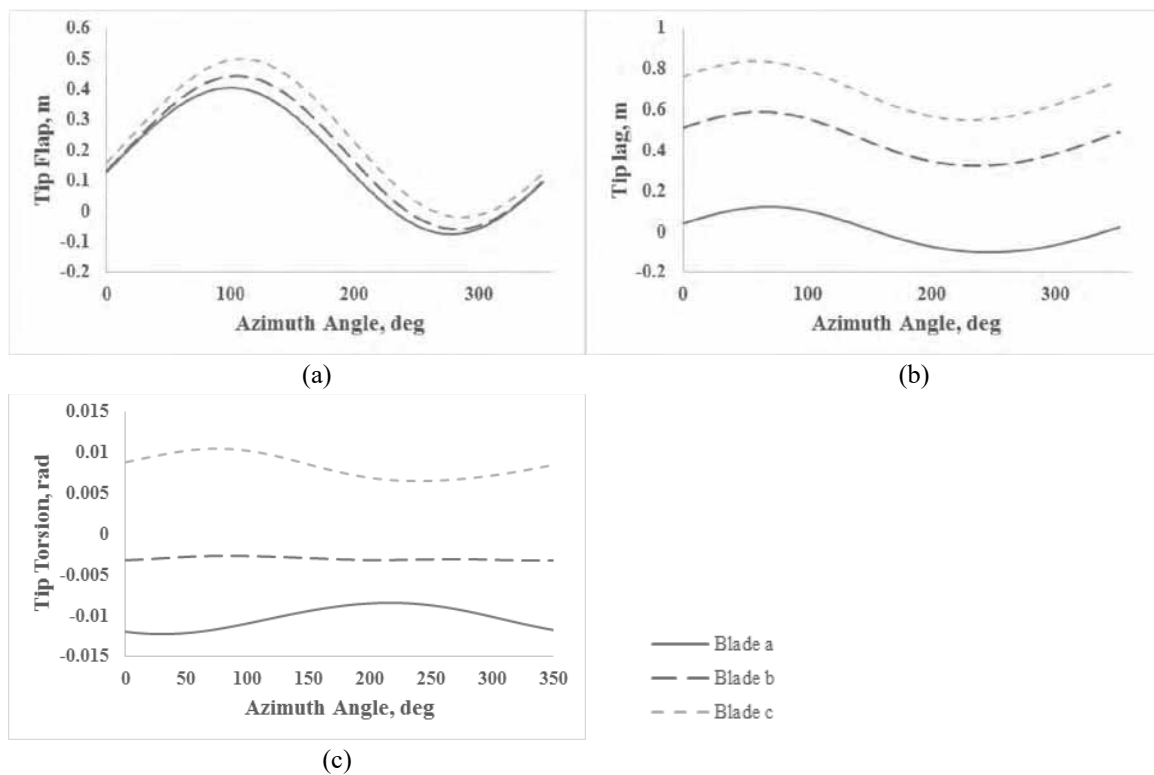 0.6
0.5
0.4
0.3
0.2
0.1
0
-0.1
-0.2
Tip Flap, m
0 100 200 300
Azimuth Angle, deg
(a)
1
0.8
0.6
0.4
0.2
0
-0.2
Tip lag, m
0 100 200 300
Azimuth Angle, deg
(b)
0.015
0.01
0.005
0
-0.005
-0.01
-0.015
Tip Torsion, rad
0 50 100 150 200 250 300 350
Azimuth Angle, deg
(c)
Blade a
Blade b
Blade c